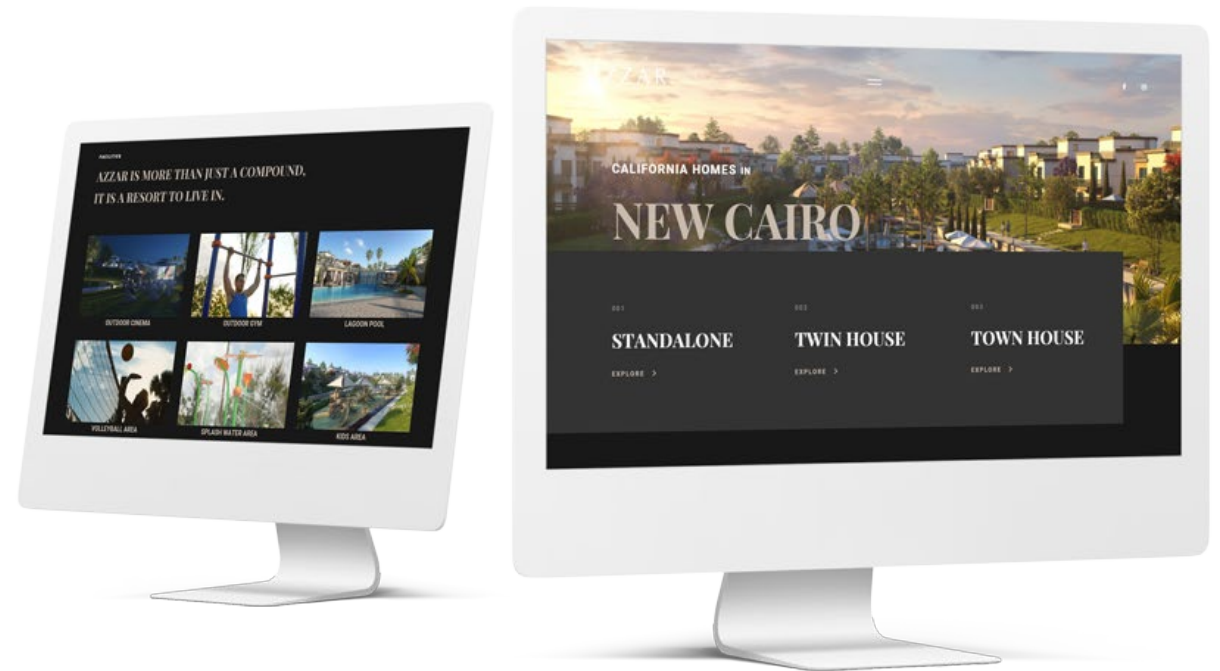 FACILITIES
AZZAR IS MORE THAN JUST A COMPOUND,
IT IS A RESORT TO LIVE IN.
OUTDOOR CINEMA
OUTDOOR GYM
LAGOON POOL
VOLLEYBALL AREA
SPLASH WATER AREA
KIDS AREA
AZZAR
CALIFORNIA HOMES IN
NEW CAIRO
001
002
003
STANDALONE
TWIN HOUSE
TOWN HOUSE
EXPLORE >
EXPLORE >
EXPLORE >